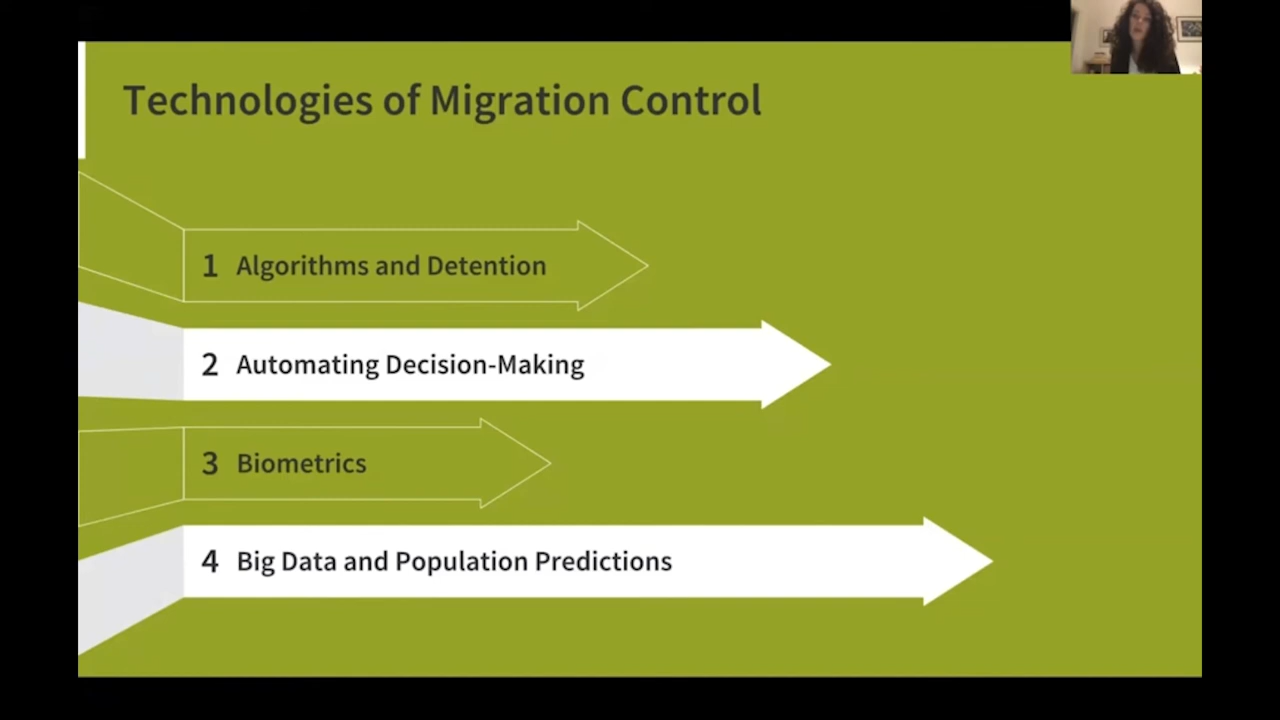 Technologies of Migration Control
1 Algorithms and Detention
2 Automating Decision-Making
3 Biometrics
4 Big Data and Population Predictions